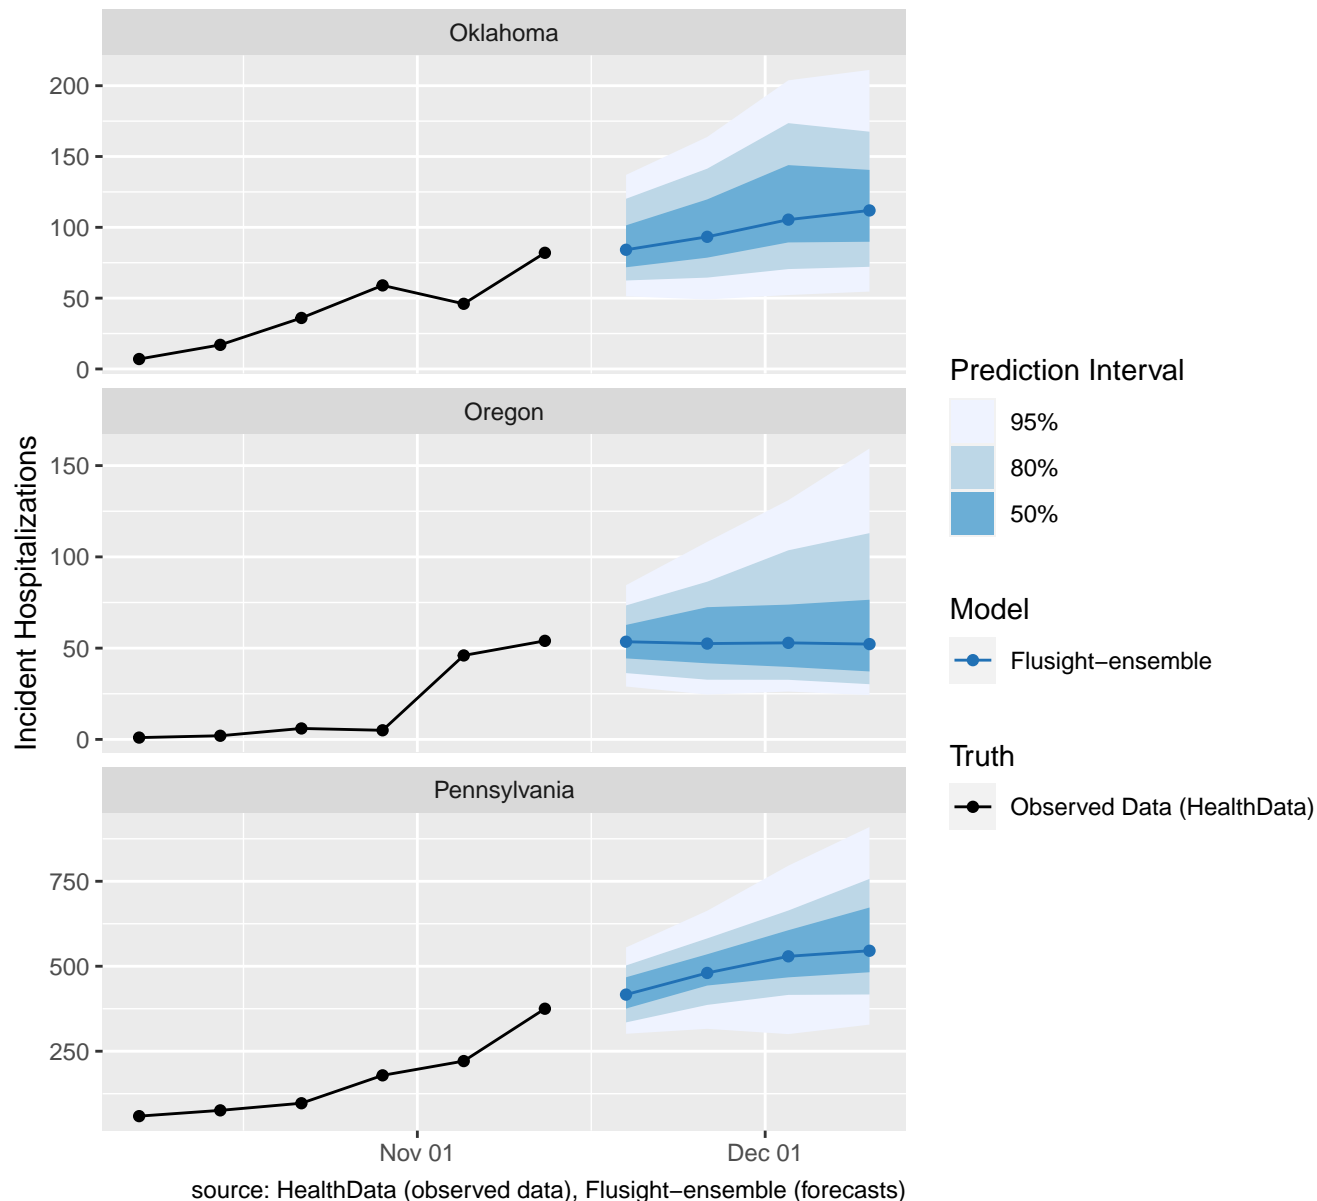 Oklahoma
200
150
100
50
0
Oregon
150
100
50
0
Pennsylvania
750
500
250
Nov 01
Dec 01
Incident Hospitalizations
source: HealthData (observed data), Flusight−ensemble (forecasts)
Prediction Interval
95%
80%
50%
Model
Flusight−ensemble
Truth
Observed Data (HealthData)